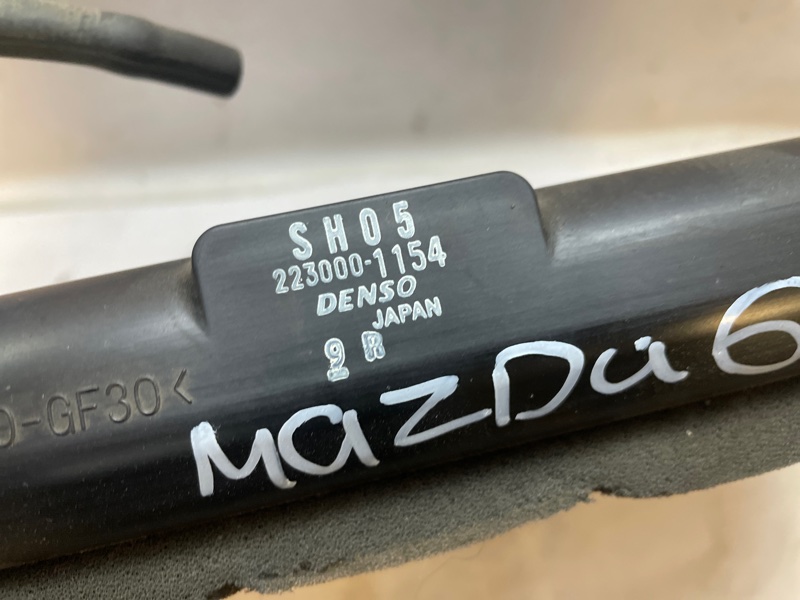 SH05
223000-1154
DENSO
JAPAN
9 R
-GF30<
MAZDa 6